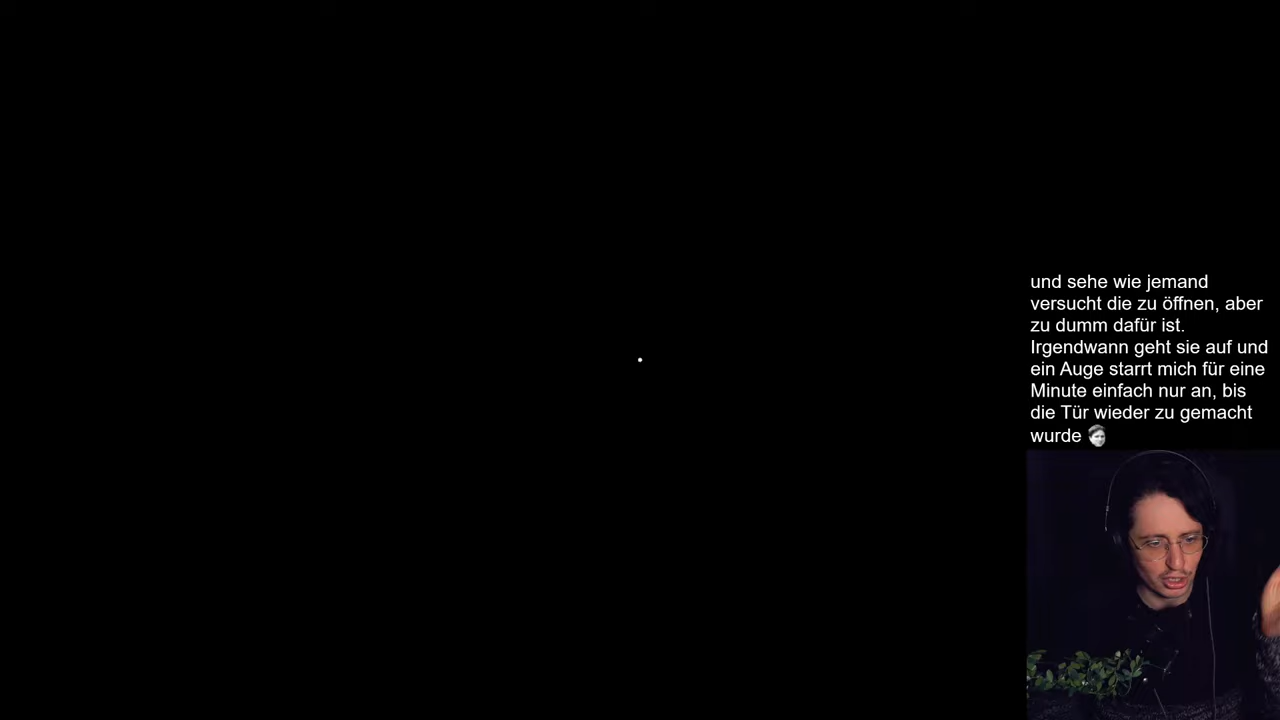 und sehe wie jemand
versucht die zu öffnen, aber
zu dumm dafür ist.
Irgendwann geht sie auf und
ein Auge starrt mich für eine
Minute einfach nur an, bis
die Tür wieder zu gemacht
wurde